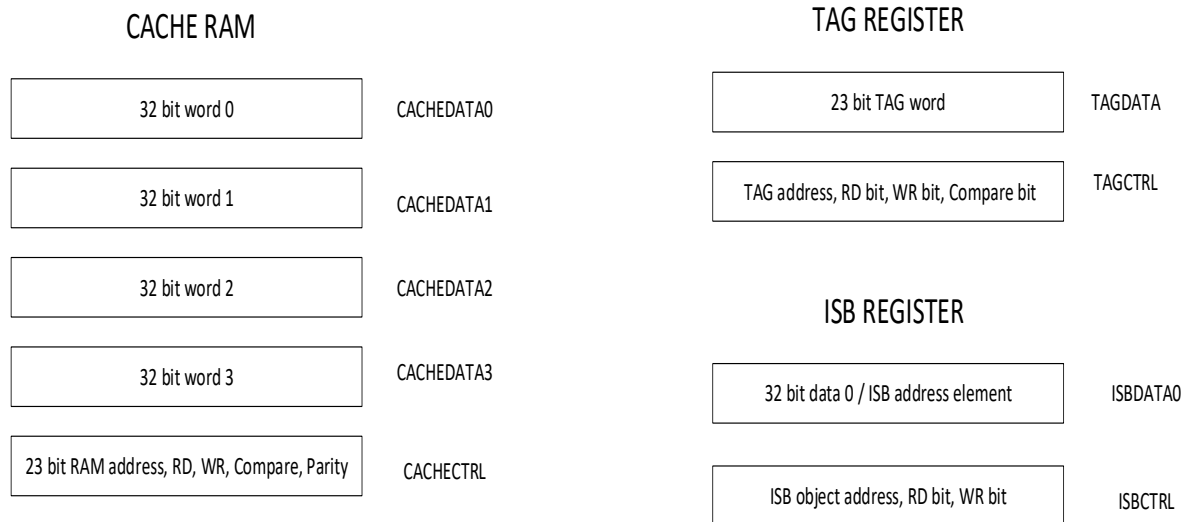 CACHE RAM
32 bit word 0
CACHEDATA0
32 bit word 1
CACHEDATA1
32 bit word 2
CACHEDATA2
32 bit word 3
CACHEDATA3
23 bit RAM address, RD, WR, Compare, Parity
CACHECTRL
TAG REGISTER
23 bit TAG word
TAGDATA
TAG address, RD bit, WR bit, Compare bit
TAGCTRL
ISB REGISTER
32 bit data 0 / ISB address element
ISBDATA0
ISB object address, RD bit, WR bit
ISBCTRL